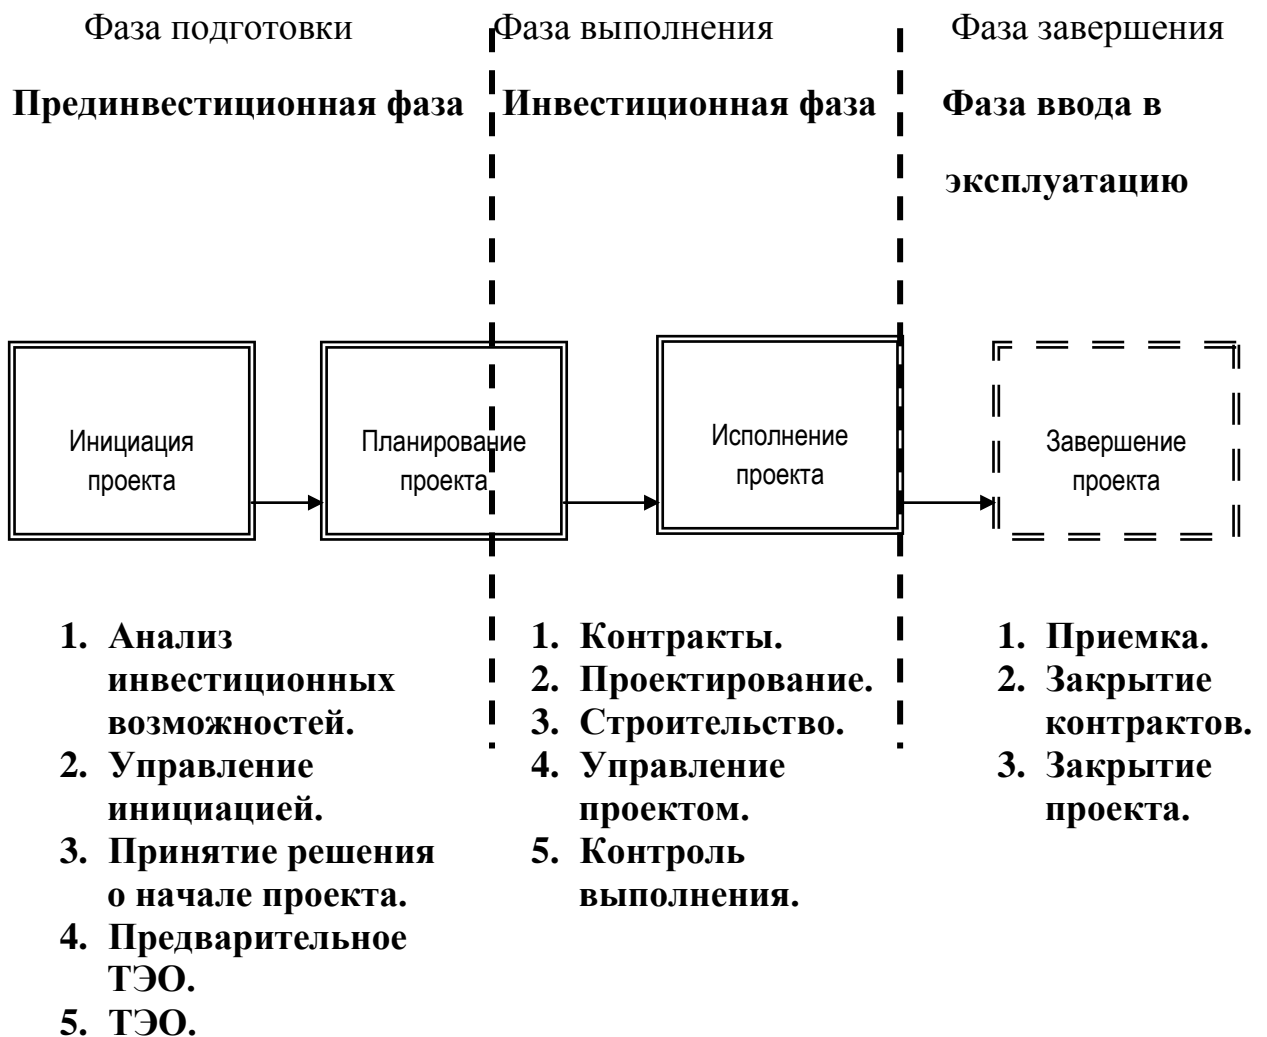 Фаза подготовки
Фаза выполнения
Фаза завершения
Прединвестиционная фаза
Инвестиционная фаза
Фаза ввода в
эксплуатацию
Инициация
проекта
Планирование
проекта
Исполнение
проекта
Завершение
проекта
1. Анализ
инвестиционных
возможностей.
2. Управление
инициацией.
3. Принятие решения
о начале проекта.
4. Предварительное
ТЭО.
5. ТЭО.
1. Контракты.
2. Проектирование.
3. Строительство.
4. Управление
проектом.
5. Контроль
выполнения.
1. Приемка.
2. Закрытие
контрактов.
3. Закрытие
проекта.